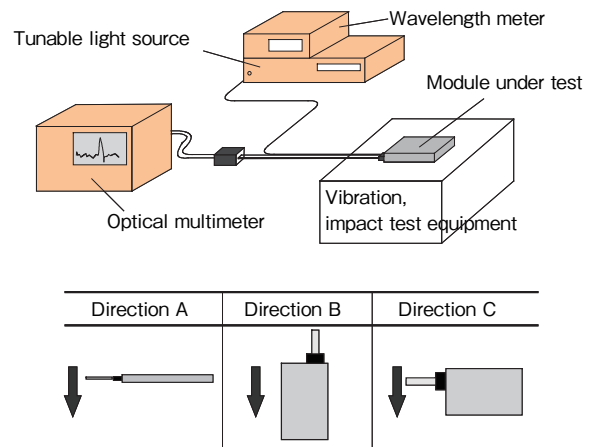 Wavelength meter
Tunable light source
Module under test
Optical multimeter
Vibration,
impact test equipment
Direction A
Direction B
Direction C